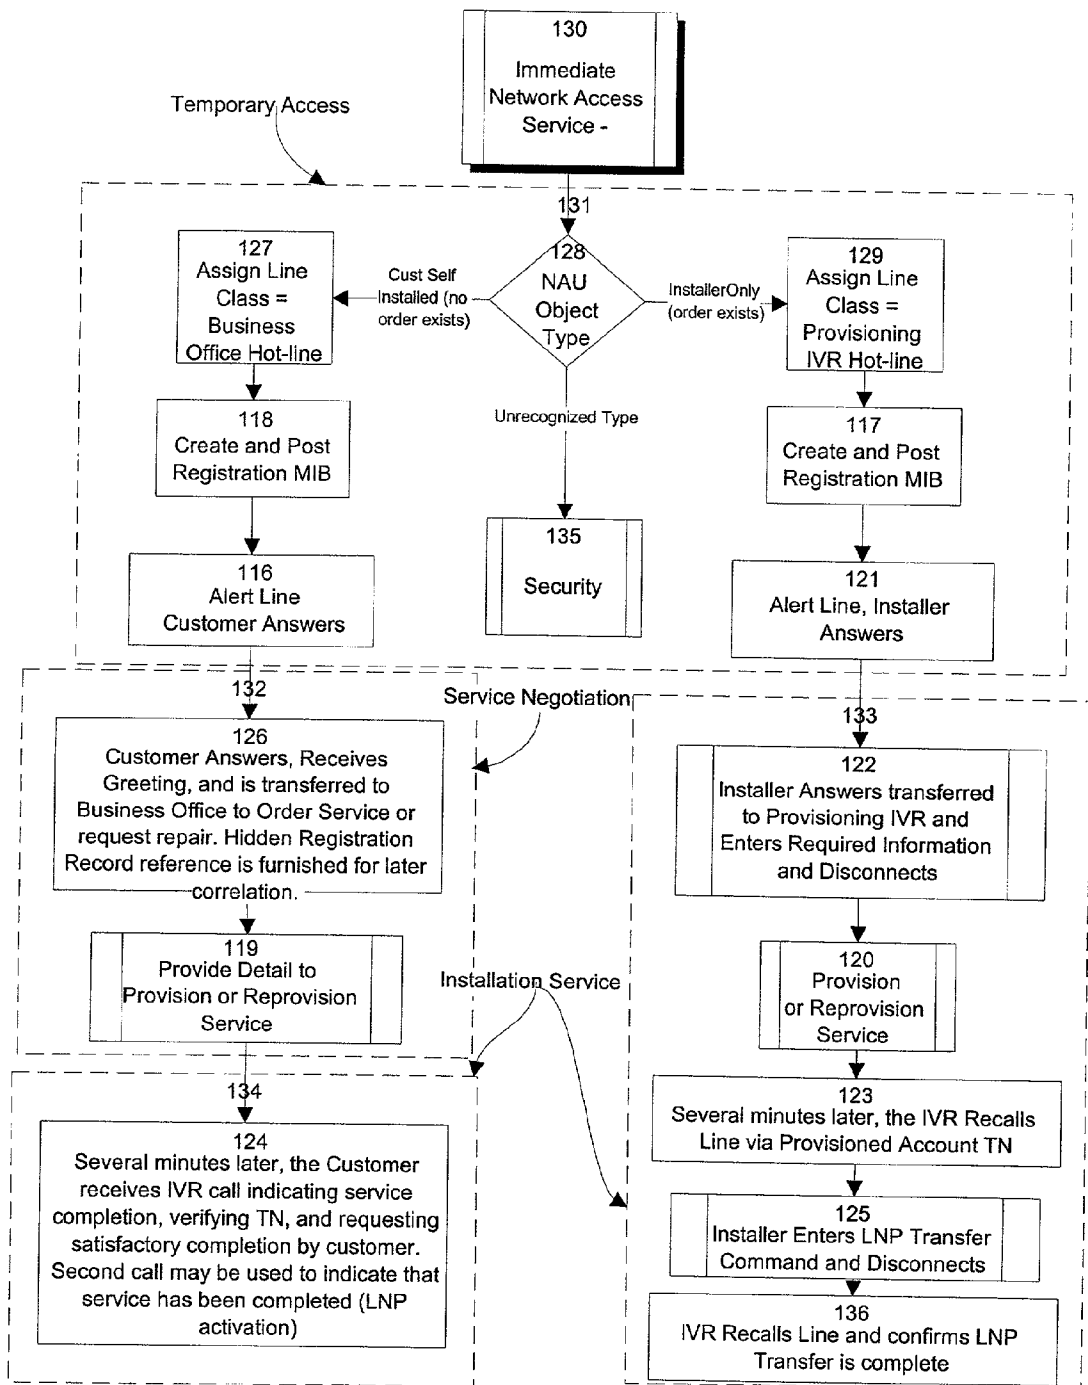 130
Immediate
Network Access
Service -
Temporary Access
131
127
Assign Line
Class =
Business
Office Hot-line
Cust Self
Installed (no
order exists)
128
NAU
Object
Type
InstallerOnly
(order exists)
129
Assign Line
Class =
Provisioning
IVR Hot-line
Unrecognized Type
118
Create and Post
Registration MIB
117
Create and Post
Registration MIB
135
Security
116
Alert Line
Customer Answers
121
Alert Line, Installer
Answers
132
Service Negotiation
133
126
Customer Answers, Receives
Greeting, and is transferred to
Business Office to Order Service or
request repair. Hidden Registration
Record reference is furnished for later
correlation.
122
Installer Answers transferred
to Provisioning IVR and
Enters Required Information
and Disconnects
119
Provide Detail to
Provision or Reprovision
Service
Installation Service
120
Provision
or Reprovision
Service
134
124
Several minutes later, the Customer
receives IVR call indicating service
completion, verifying TN, and requesting
satisfactory completion by customer.
Second call may be used to indicate that
service has been completed (LNP
activation)
123
Several minutes later, the IVR Recalls
Line via Provisioned Account TN
125
Installer Enters LNP Transfer
Command and Disconnects
136
IVR Recalls Line and confirms LNP
Transfer is complete